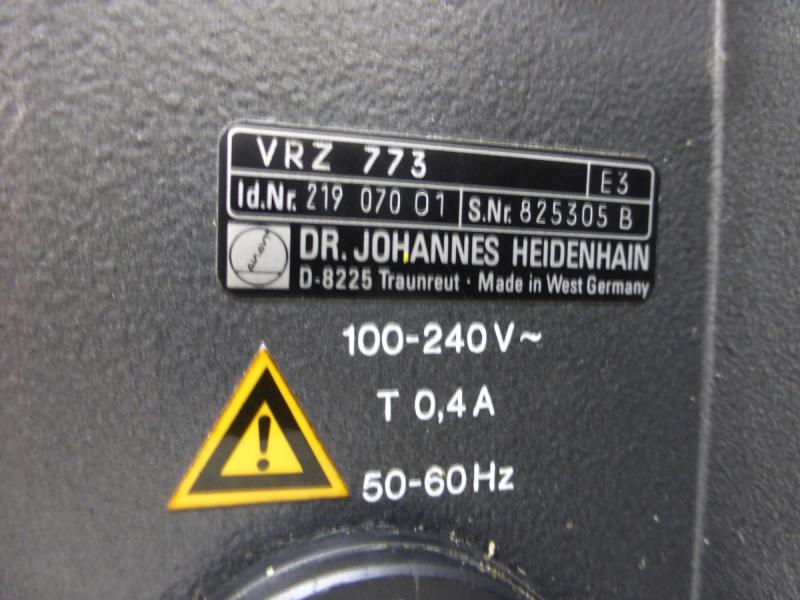 VRZ 773 E3
Id.Nr. 219 070 01 S.Nr. 825305 B
DR. JOHANNES HEIDENHAIN
D-8225 Traunreut · Made in West Germany
100-240V~
T 0,4A
50-60Hz